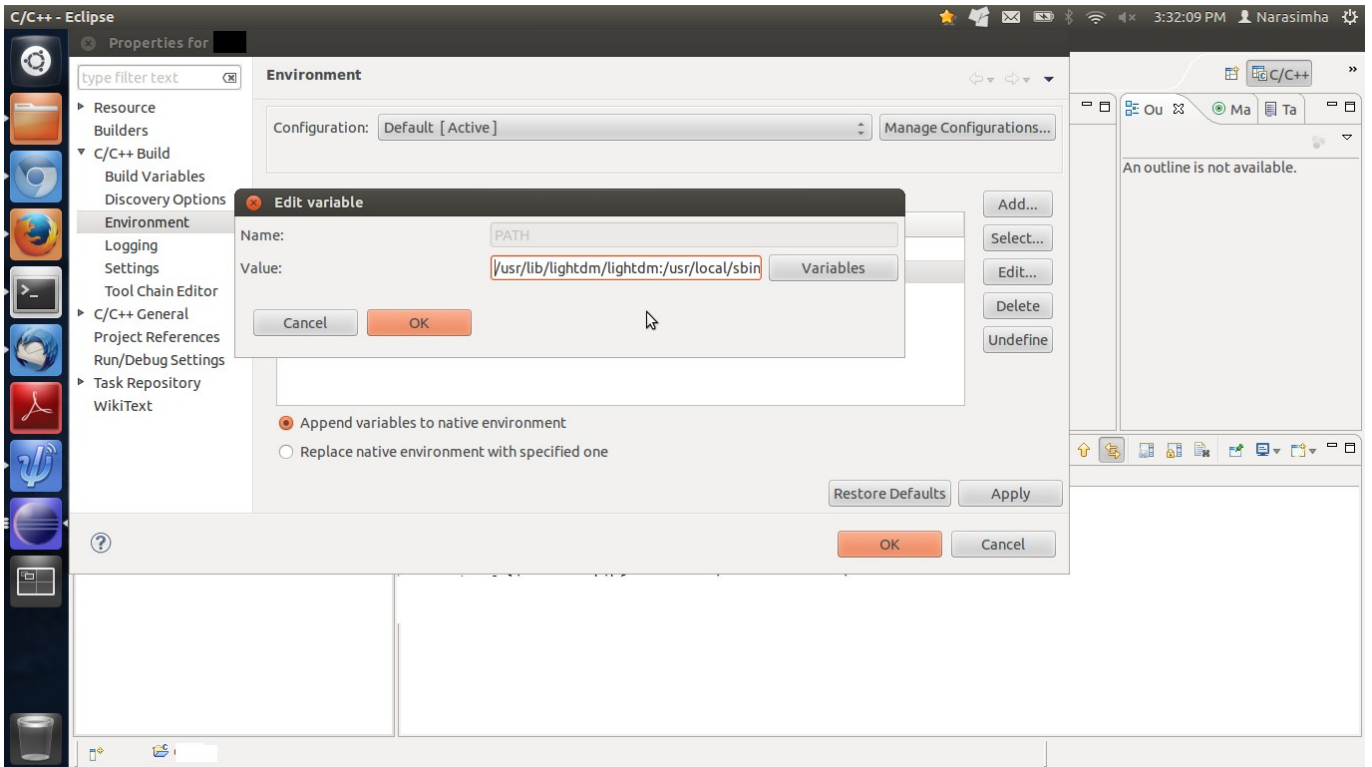 C/C++ - Eclipse
3:32:09 PM Narasimha
Properties for
type filter text
Resource
Builders
C/C++ Build
Build Variables
Discovery Options
Environment
Logging
Settings
Tool Chain Editor
C/C++ General
Project References
Run/Debug Settings
Task Repository
WikiText
Environment
Configuration: Default [Active] Manage Configurations...
Add...
Select...
Edit...
Delete
Undefine
Edit variable
Name: PATH
Value: /usr/lib/lightdm/lightdm:/usr/local/sbin Variables
Cancel OK
Append variables to native environment
Replace native environment with specified one
Restore Defaults Apply
OK Cancel
C/C++ »
Ou Ma Ta
An outline is not available.